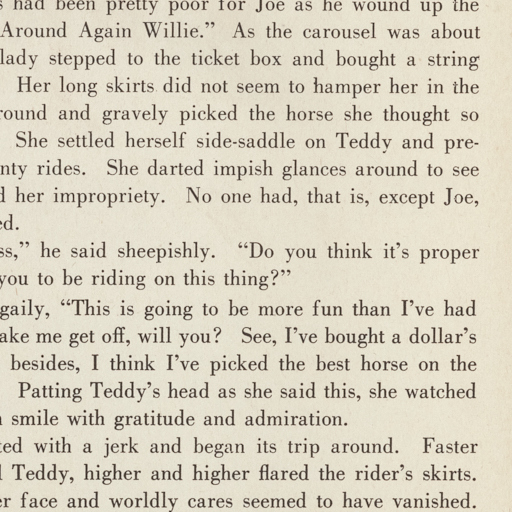 had been pretty poor for Joe as he wound up the
Around Again Willie.” As the carousel was about
lady stepped to the ticket box and bought a string
Her long skirts did not seem to hamper her in the
round and gravely picked the horse she thought so
She settled herself side-saddle on Teddy and pre-
nty rides. She darted impish glances around to see
d her impropriety. No one had, that is, except Joe,
ed.
ss,” he said sheepishly. “Do you think it’s proper
you to be riding on this thing?”
gaily, “This is going to be more fun than I’ve had
ake me get off, will you? See, I’ve bought a dollar’s
besides, I think I’ve picked the best horse on the
Patting Teddy’s head as she said this, she watched
smile with gratitude and admiration.
ted with a jerk and began its trip around. Faster
Teddy, higher and higher flared the rider’s skirts.
er face and worldly cares seemed to have vanished.